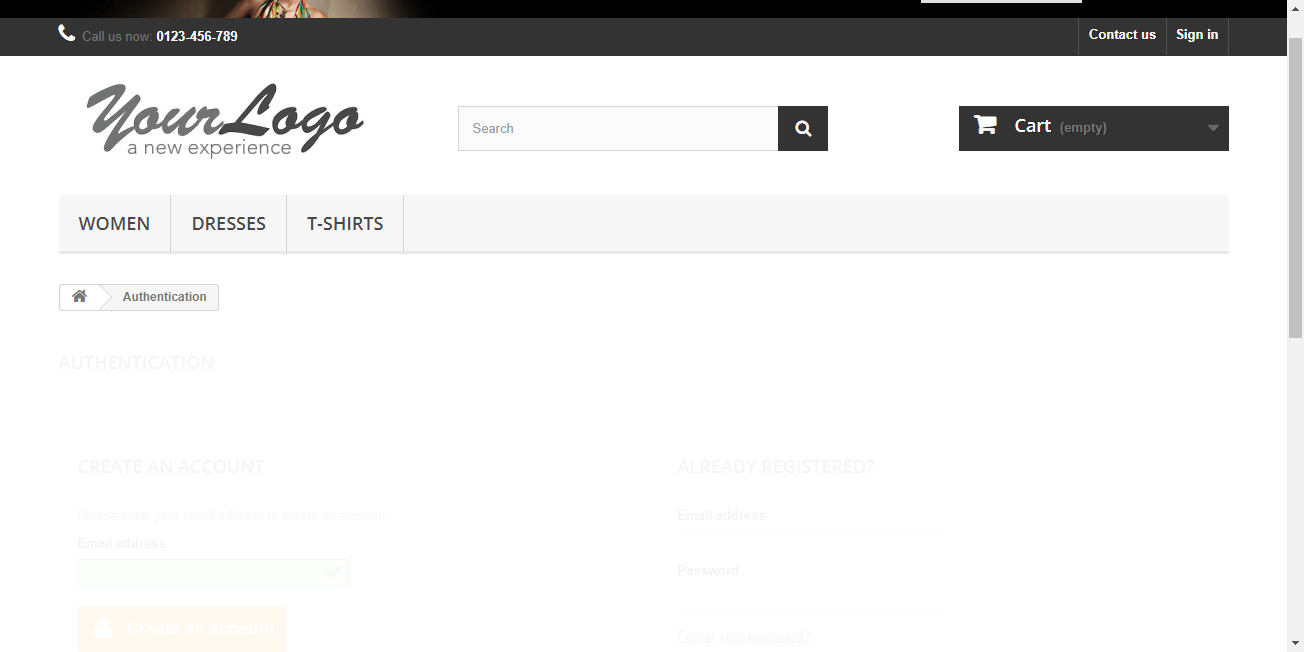 Call us now: 0123-456-789
Contact us
Sign in
YourLogo
a new experience
Search
Cart (empty)
WOMEN
DRESSES
T-SHIRTS
Authentication
AUTHENTICATION
CREATE AN ACCOUNT
Please enter your email address to create an account.
Email address
Create an account
ALREADY REGISTERED?
Email address
Password
Forgot your password?